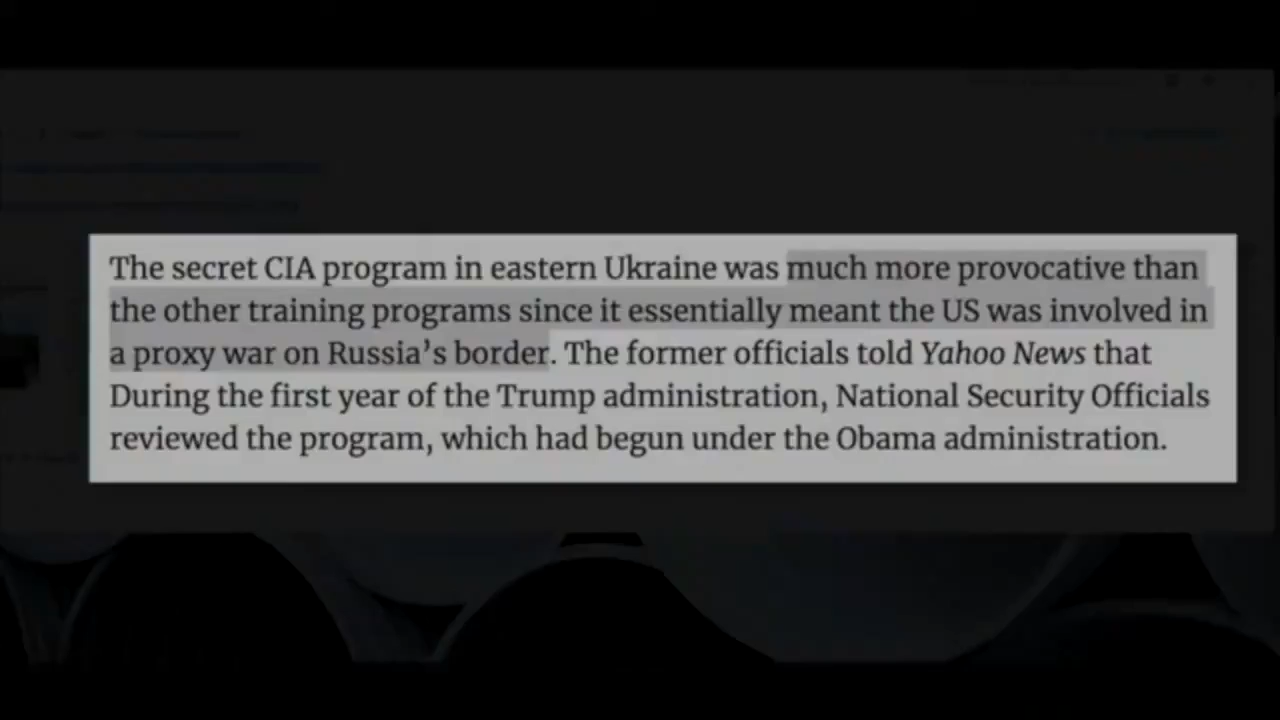 The secret CIA program in eastern Ukraine was much more provocative than
the other training programs since it essentially meant the US was involved in
a proxy war on Russia’s border. The former officials told Yahoo News that
During the first year of the Trump administration, National Security Officials
reviewed the program, which had begun under the Obama administration.